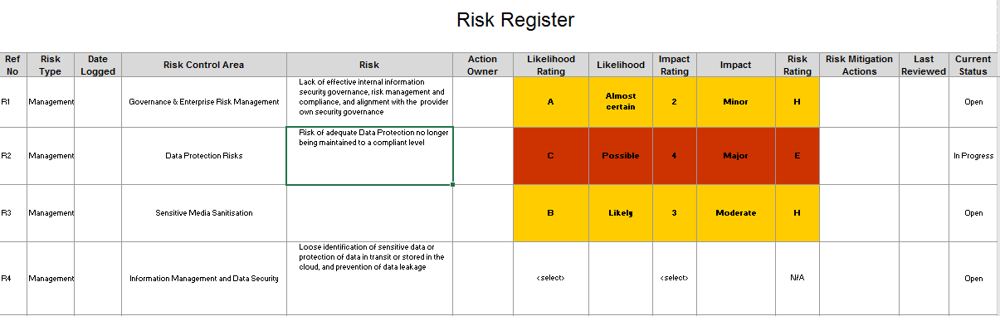 Risk Register
Ref No	Risk Type	Date Logged	Risk Control Area	Risk	Action Owner	Likelihood Rating	Likelihood	Impact Rating	Impact	Risk Rating	Risk Mitigation Actions	Last Reviewed	Current Status
R1	Management	Governance & Enterprise Risk Management
Lack of effective internal information
security governance, risk management and
compliance, and alignment with the provider
own security governance
A	Almost certain	2	Minor	H	Open
R2	Management	Data Protection Risks
Risk of adequate Data Protection no longer
being maintained to a compliant level
C	Possible	4	Major	E	In Progress
R3	Management	Sensitive Media Sanitisation	B	Likely	3	Moderate	H	Open
R4	Management	Information Management and Data Security
Loose identification of sensitive data or
protection of data in transit or stored in the
cloud, and prevention of data leakage
<select>	<select>	N/A	Open